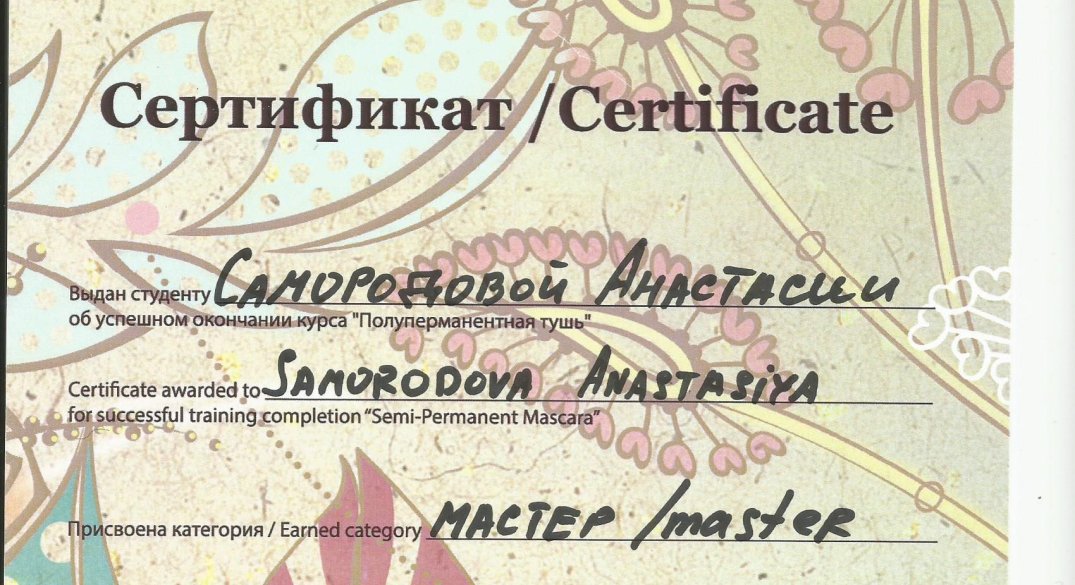 Сертификат /Certificate
Выдан студенту Самородовой Анастасии
об успешном окончании курса "Полуперманентная тушь"
Certificate awarded to Samorodova Anastasiya
for successful training completion “Semi-Permanent Mascara”
Присвоена категория / Earned category МАСТЕР /master